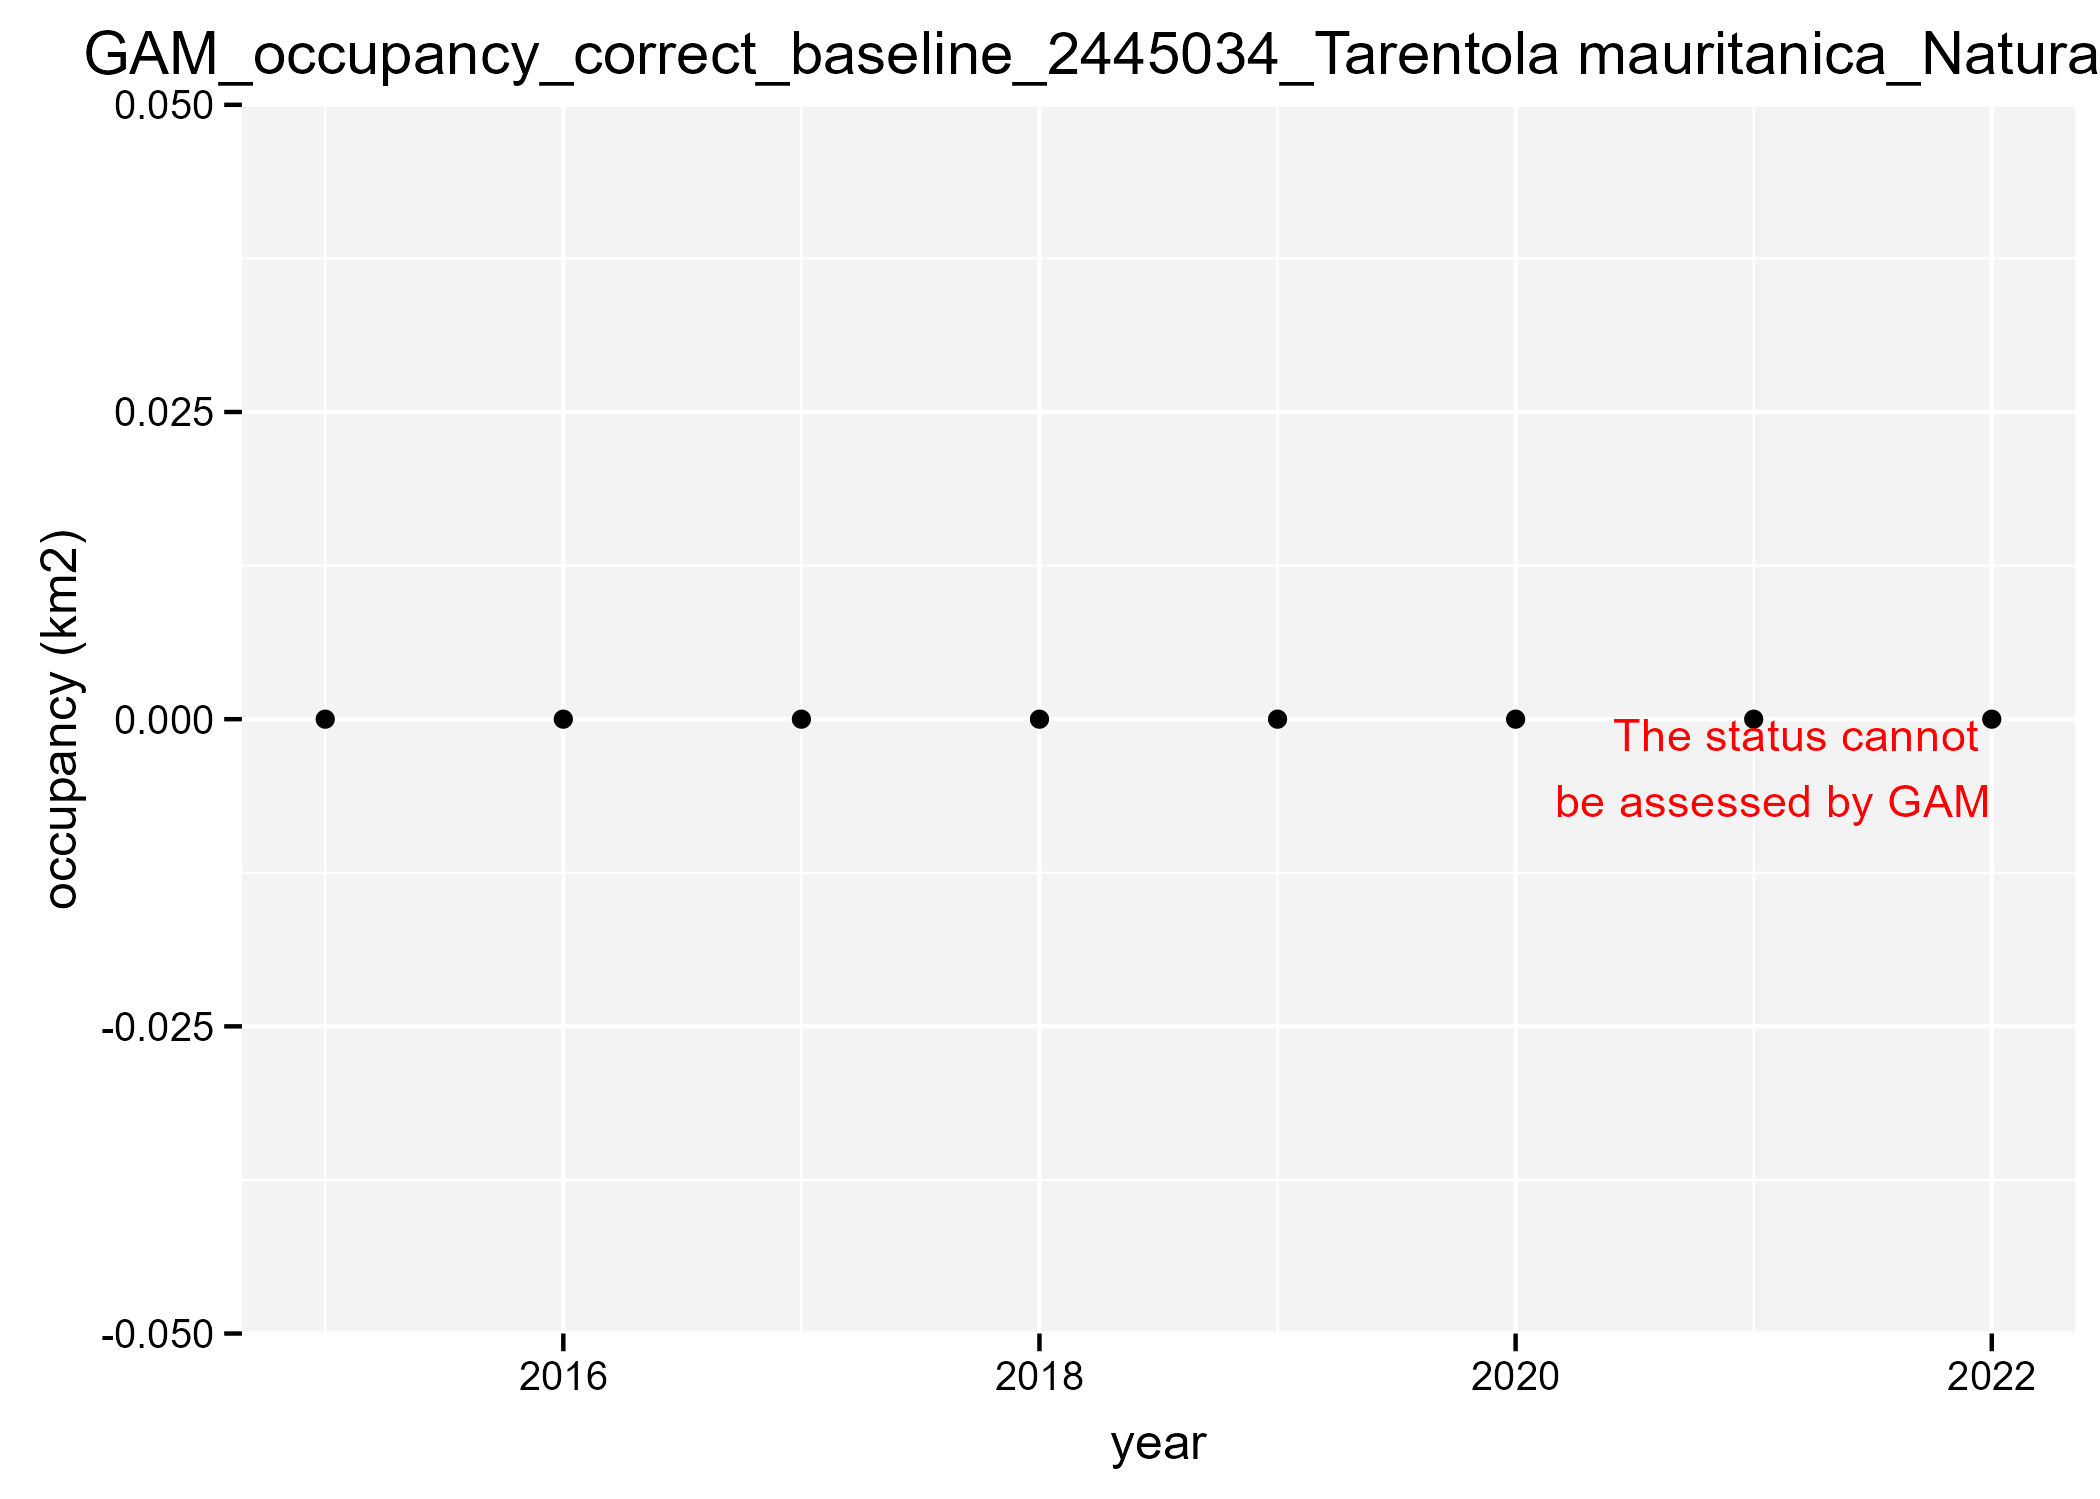 GAM_occupancy_correct_baseline_2445034_Tarentola mauritanica_Natura
0.050
0.025
0.000
-0.025
-0.050
occupancy (km2)
The status cannot
be assessed by GAM
2016
2018
2020
2022
year